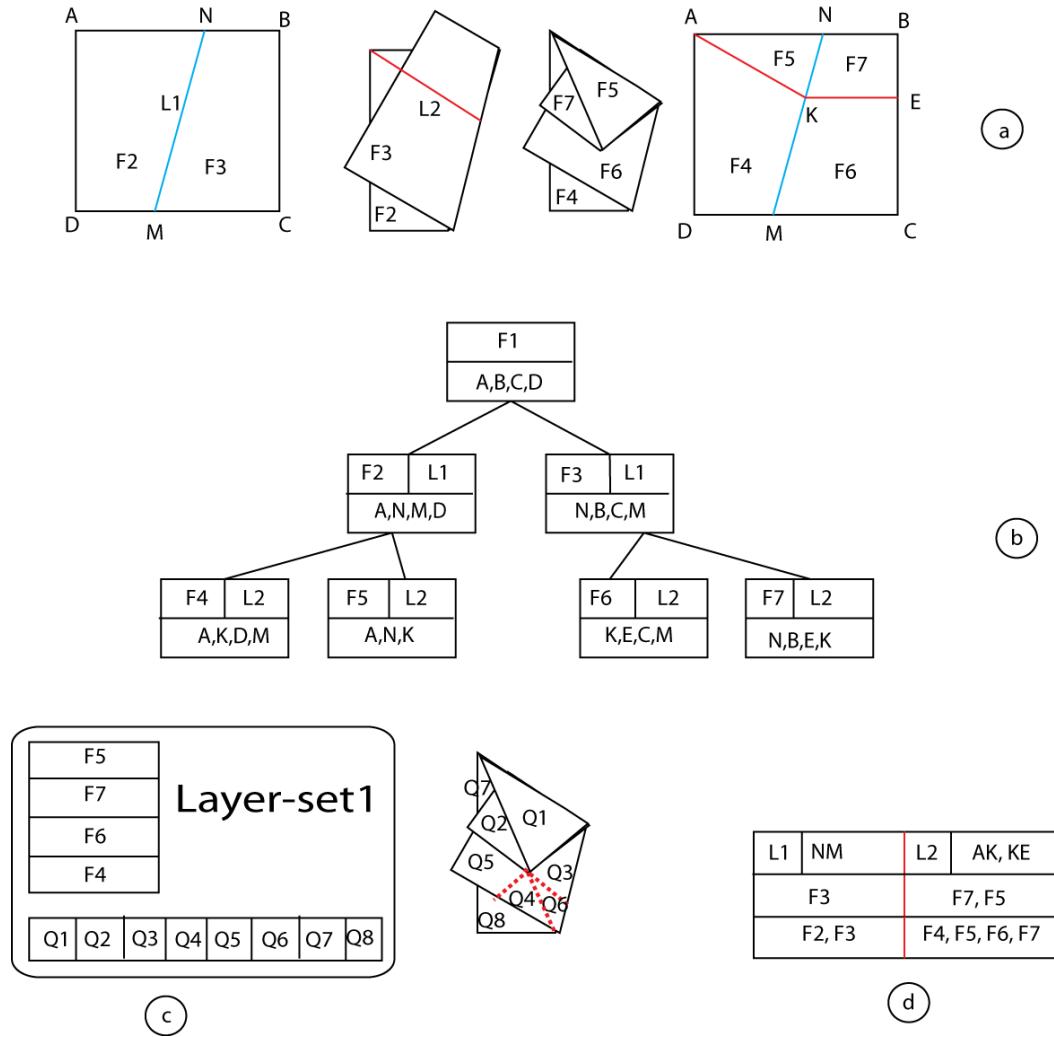 A N B
L1
F2 F3
D M C
L2
F3
F2
F5
F7
F6
F4
A N B
F5 F7
K E
F4 F6
D M C
a
F1
A,B,C,D
F2 L1
A,N,M,D
F3 L1
N,B,C,M
b
F4 L2
A,K,D,M
F5 L2
A,N,K
F6 L2
K,E,C,M
F7 L2
N,B,E,K
F5
F7
F6
F4
Layer-set1
Q1 Q2 Q3 Q4 Q5 Q6 Q7 Q8
c
Q7
Q1
Q2
Q5 Q3
Q4 Q6
Q8
L1 NM L2 AK, KE
F3 F7, F5
F2, F3 F4, F5, F6, F7
d